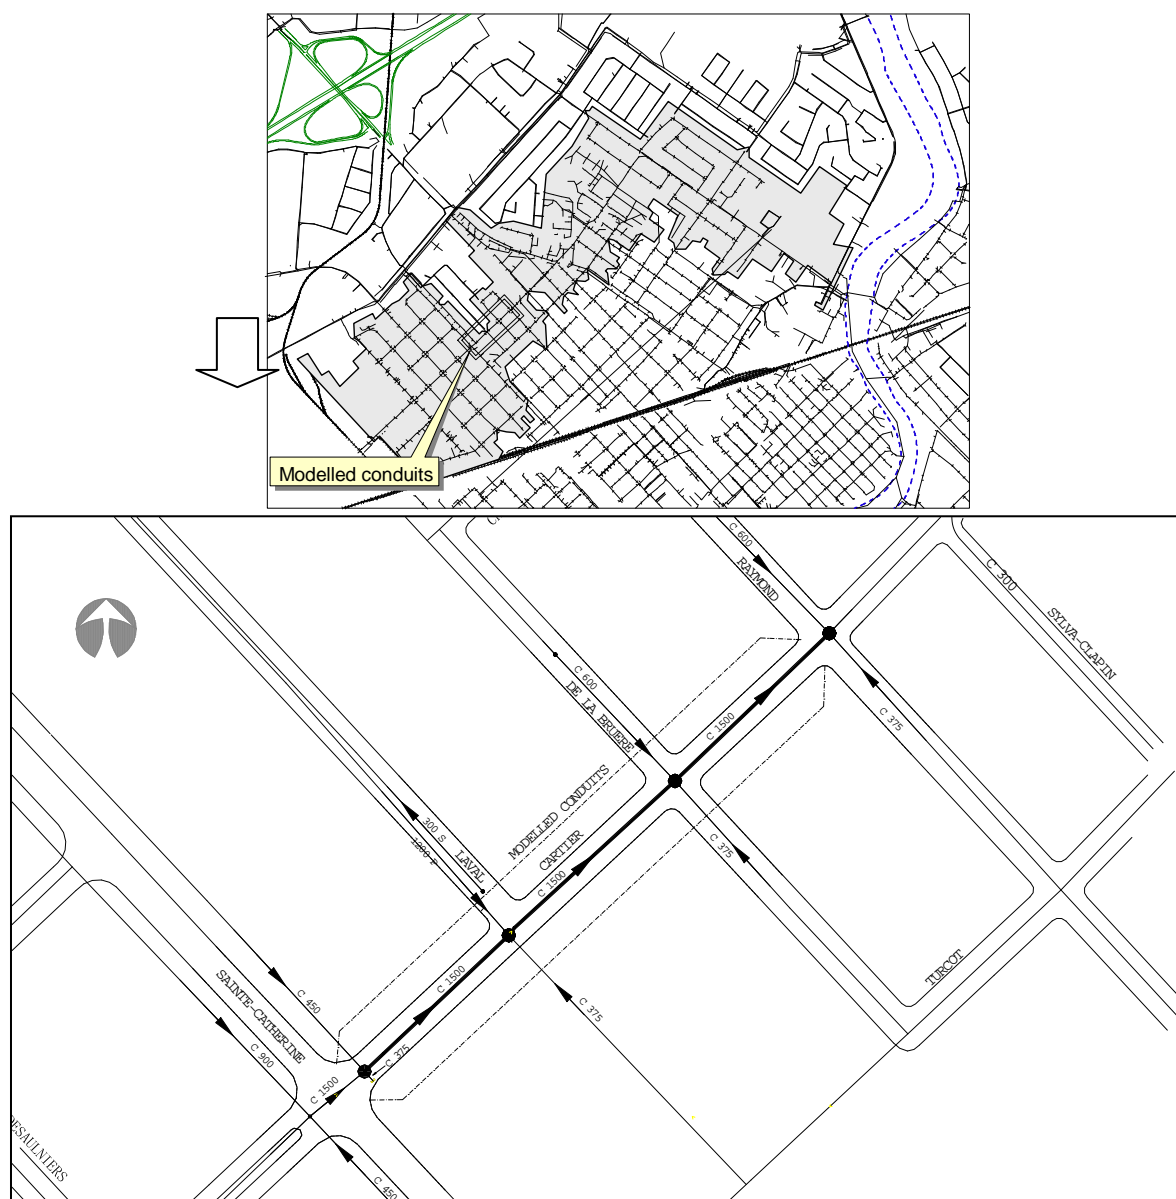 Modelled conduits
C 600
RAYMOND
C 300
SYLVA-CLAPIN
C 600
DE LA BRUERE
C 1500
C 375
MODELLED CONDUITS
CARTIER
300 S
1200 P
LAVAL
C 1500
C 375
TURCOT
C 1500
C 375
SAINTE-CATHERINE
C 450
C 900
C 375
C 1500
DESAULNIERS
C 450